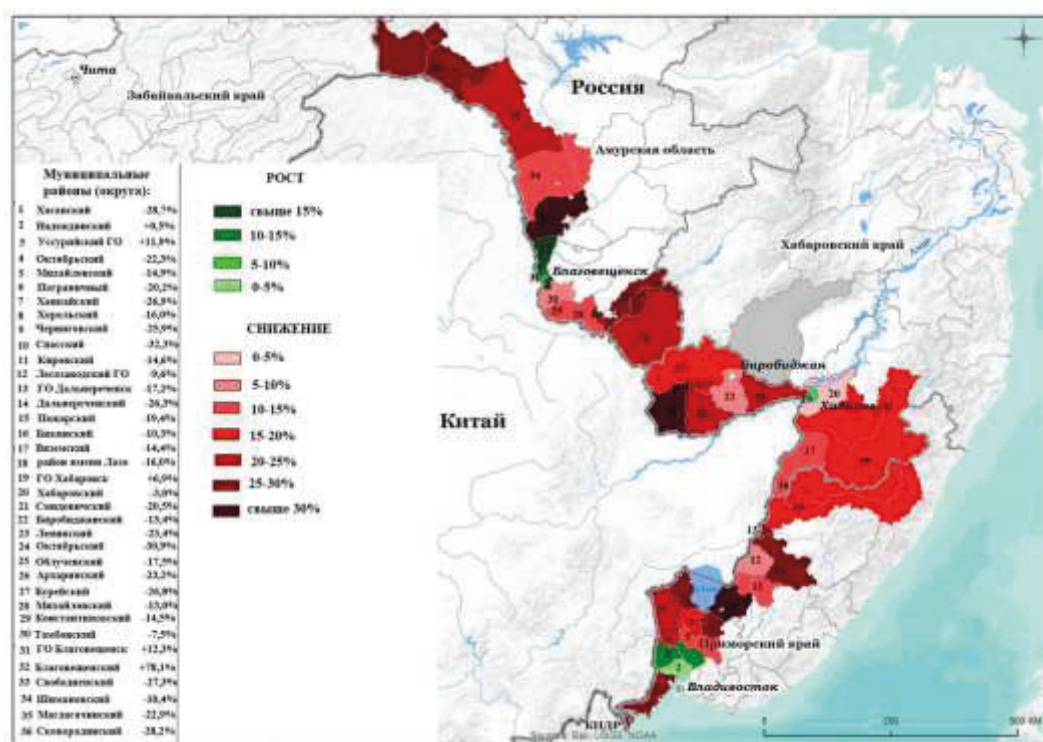 Чита
Забайкальский край
Россия
Амурская область
Хабаровский край
Благовещенск
Биробиджан
Хабаровск
Китай
Приморский край
Владивосток
КНДР
Муниципальные
районы (округа):
1 Хасанский -28,7%
2 Надеждинский +0,5%
3 Уссурийский ГО +11,9%
4 Октябрьский -22,3%
5 Михайловский -14,9%
6 Пограничный -20,2%
7 Ханкайский -26,9%
8 Хорольский -16,0%
9 Черниговский -25,9%
10 Спасский -32,3%
11 Кировский -14,6%
12 Лесозаводский ГО -9,6%
13 ГО Дальнереченск -17,2%
14 Дальнереченский -26,3%
15 Пожарский -19,4%
16 Бикинский -10,5%
17 Вяземский -14,4%
18 район имени Лазо -16,0%
19 ГО Хабаровск +6,9%
20 Хабаровский -3,0%
21 Смидовичский -20,5%
22 Биробиджанский -13,4%
23 Ленинский -23,4%
24 Октябрьский -30,9%
25 Облученский -17,5%
26 Архаринский -23,2%
27 Бурейский -26,8%
28 Михайловский -13,0%
29 Константиновский -14,5%
30 Тамбовский -7,5%
31 ГО Благовещенск +12,3%
32 Благовещенский +78,1%
33 Свободненский -27,3%
34 Шимановский -18,4%
35 Магдагачинский -22,9%
36 Сковородинский -28,2%
РОСТ
свыше 15%
10-15%
5-10%
0-5%
СНИЖЕНИЕ
0-5%
5-10%
10-15%
15-20%
20-25%
25-30%
свыше 30%
0 200 500 КМ